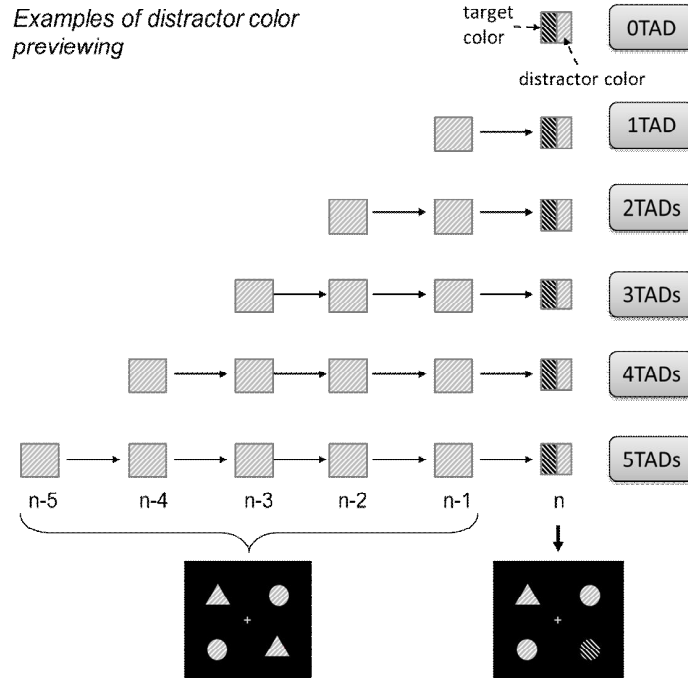 Examples of distractor color
previewing
target
color
distractor color
0TAD
1TAD
2TADs
3TADs
4TADs
5TADs
n-5 n-4 n-3 n-2 n-1 n